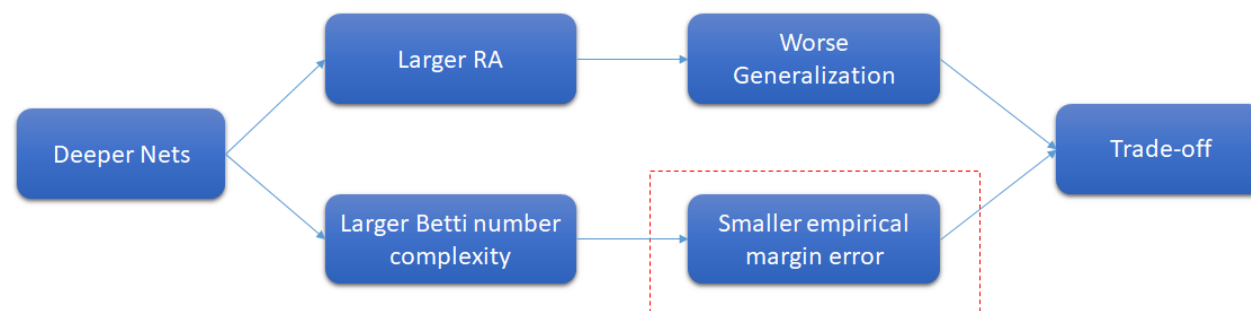 Larger RA
Worse
Generalization
Deeper Nets
Trade-off
Larger Betti number
complexity
Smaller empirical
margin error